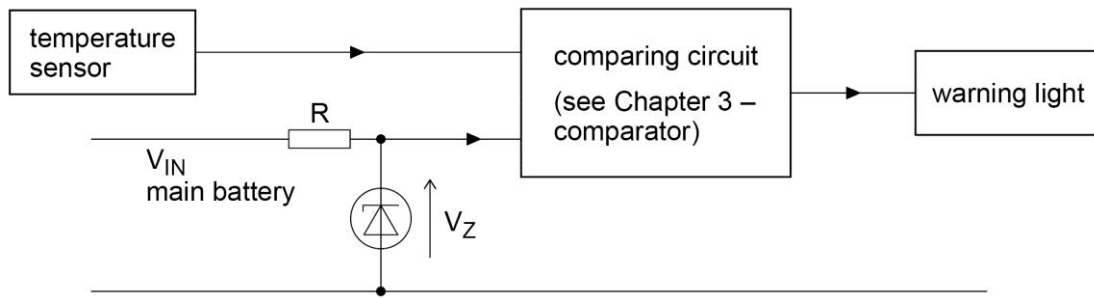 temperature
sensor
comparing circuit
(see Chapter 3 –
comparator)
warning light
R
V_IN
main battery
V_Z